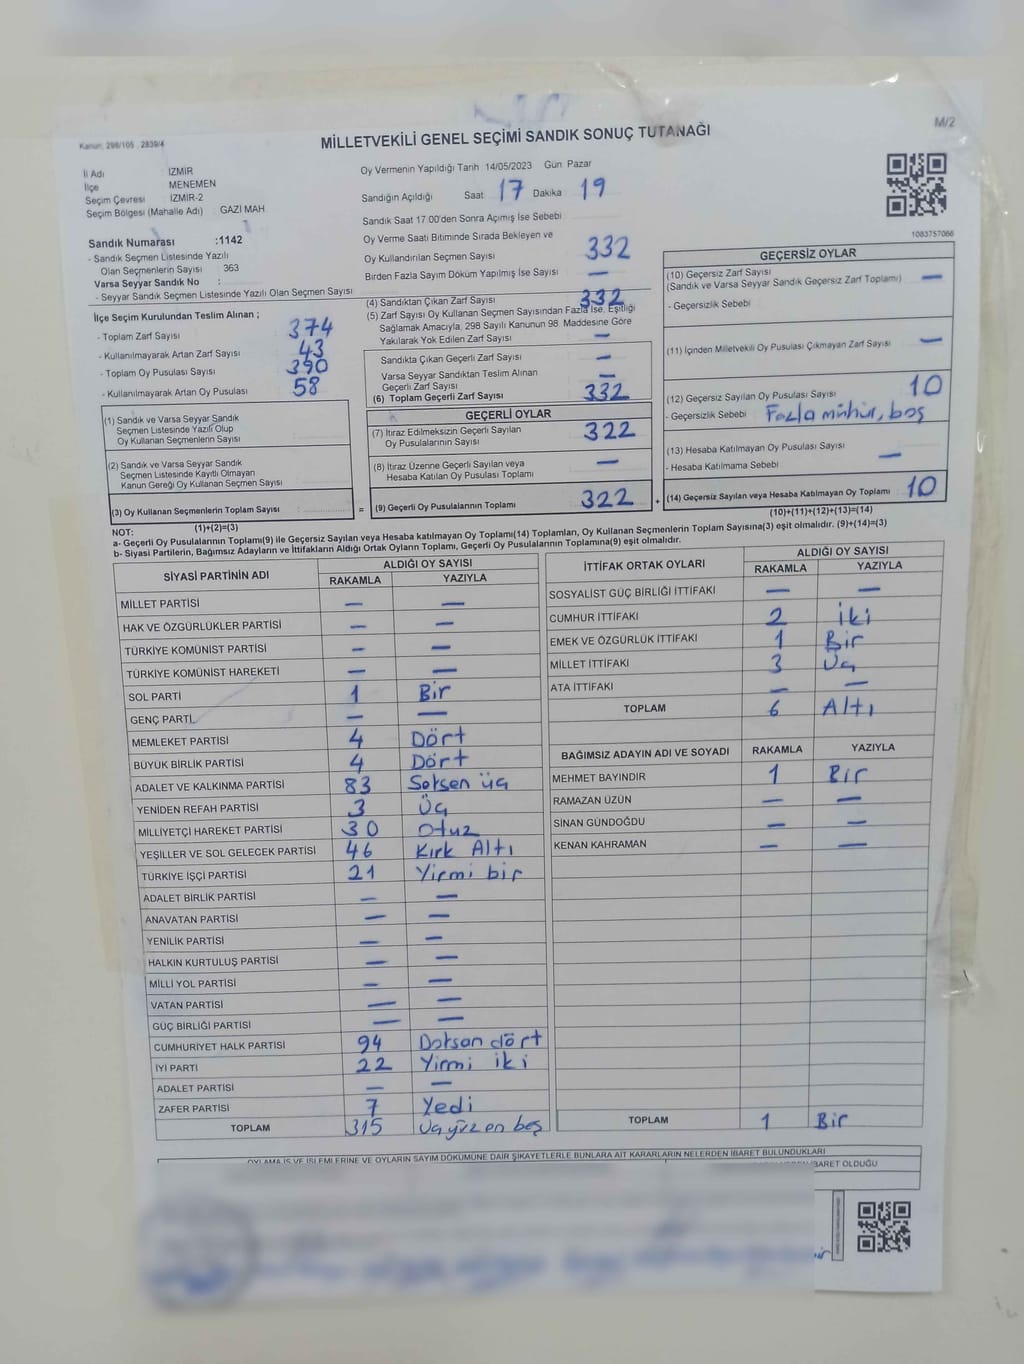 M/2
Kanun: 298/105 , 2839/4
MİLLETVEKİLİ GENEL SEÇİMİ SANDIK SONUÇ TUTANAĞI
İl Adı : İZMİR
İlçe MENEMEN
Seçim Çevresi İZMİR-2
Seçim Bölgesi (Mahalle Adı) : GAZİ MAH
Sandık Numarası :1142
- Sandık Seçmen Listesinde Yazılı
Olan Seçmenlerin Sayısı : 363
Varsa Seyyar Sandık No :
- Seyyar Sandık Seçmen Listesinde Yazılı Olan Seçmen Sayısı
Oy Vermenin Yapıldığı Tarih 14/05/2023 Gün Pazar
Sandığın Açıldığı Saat 17 Dakika 19
Sandık Saat 17:00'den Sonra Açımış İse Sebebi
Oy Verme Saati Bitiminde Sırada Bekleyen ve
Oy Kullandırılan Seçmen Sayısı 332
Birden Fazla Sayım Döküm Yapılmış İse Sayısı —
1083757066
İlçe Seçim Kurulundan Teslim Alınan ;
- Toplam Zarf Sayısı 374
- Kullanılmayarak Artan Zarf Sayısı 43
- Toplam Oy Pusulası Sayısı 390
- Kullanılmayarak Artan Oy Pusulası 58
(4) Sandıktan Çıkan Zarf Sayısı 332
(5) Zarf Sayısı Oy Kullanan Seçmen Sayısından Fazla İse, Eşitliği
Sağlamak Amacıyla, 298 Sayılı Kanunun 98. Maddesine Göre
Yakılarak Yok Edilen Zarf Sayısı —
Sandıkta Çıkan Geçerli Zarf Sayısı —
Varsa Seyyar Sandıktan Teslim Alınan
Geçerli Zarf Sayısı —
(6) Toplam Geçerli Zarf Sayısı 332
GEÇERSİZ OYLAR
(10) Geçersiz Zarf Sayısı —
(Sandık ve Varsa Seyyar Sandık Geçersiz Zarf Toplamı)
- Geçersizlik Sebebi
(11) İçinden Milletvekili Oy Pusulası Çıkmayan Zarf Sayısı —
(12) Geçersiz Sayılan Oy Pusulası Sayısı 10
- Geçersizlik Sebebi Fazla mühür, boş
(13) Hesaba Katılmayan Oy Pusulası Sayısı —
- Hesaba Katılmama Sebebi
(14) Geçersiz Sayılan veya Hesaba Katılmayan Oy Toplamı 10
(10)+(11)+(12)+(13)=(14)
(1) Sandık ve Varsa Seyyar Sandık
Seçmen Listesinde Yazılı Olup
Oy Kullanan Seçmenlerin Sayısı
(2) Sandık ve Varsa Seyyar Sandık
Seçmen Listesinde Kayıtlı Olmayan
Kanun Gereği Oy Kullanan Seçmen Sayısı
(3) Oy Kullanan Seçmenlerin Toplam Sayısı :
(1)+(2)=(3)
=
GEÇERLİ OYLAR
(7) İtiraz Edilmeksizin Geçerli Sayılan
Oy Pusulalarının Sayısı 322
(8) İtiraz Üzerine Geçerli Sayılan veya
Hesaba Katılan Oy Pusulası Toplamı —
(9) Geçerli Oy Pusulalarının Toplamı 322
+
NOT:
a- Geçerli Oy Pusulalarının Toplamı(9) ile Geçersiz Sayılan veya Hesaba katılmayan Oy Toplamı(14) Toplamları, Oy Kullanan Seçmenlerin Toplam Sayısına(3) eşit olmalıdır. (9)+(14)=(3)
b- Siyasi Partilerin, Bağımsız Adayların ve İttifakların Aldığı Ortak Oyların Toplamı, Geçerli Oy Pusulalarının Toplamına(9) eşit olmalıdır.
SİYASİ PARTİNİN ADI ALDIĞI OY SAYISI
RAKAMLA YAZIYLA
MİLLET PARTİSİ — —
HAK VE ÖZGÜRLÜKLER PARTİSİ — —
TÜRKİYE KOMÜNİST PARTİSİ — —
TÜRKİYE KOMÜNİST HAREKETİ — —
SOL PARTİ 1 Bir
GENÇ PARTİ — —
MEMLEKET PARTİSİ 4 Dört
BÜYÜK BİRLİK PARTİSİ 4 Dört
ADALET VE KALKINMA PARTİSİ 83 Seksen üç
YENİDEN REFAH PARTİSİ 3 Üç
MİLLİYETÇİ HAREKET PARTİSİ 30 Otuz
YEŞİLLER VE SOL GELECEK PARTİSİ 46 Kırk Altı
TÜRKİYE İŞÇİ PARTİSİ 21 Yirmi bir
ADALET BİRLİK PARTİSİ — —
ANAVATAN PARTİSİ — —
YENİLİK PARTİSİ — —
HALKIN KURTULUŞ PARTİSİ — —
MİLLİ YOL PARTİSİ — —
VATAN PARTİSİ — —
GÜÇ BİRLİĞİ PARTİSİ — —
CUMHURİYET HALK PARTİSİ 94 Doksan dört
İYİ PARTİ 22 Yirmi iki
ADALET PARTİSİ — —
ZAFER PARTİSİ 7 Yedi
TOPLAM 315 Üçyüz on beş
İTTİFAK ORTAK OYLARI ALDIĞI OY SAYISI
RAKAMLA YAZIYLA
SOSYALİST GÜÇ BİRLİĞİ İTTİFAKI — —
CUMHUR İTTİFAKI 2 İki
EMEK VE ÖZGÜRLÜK İTTİFAKI 1 Bir
MİLLET İTTİFAKI 3 Üç
ATA İTTİFAKI — —
TOPLAM 6 Altı
BAĞIMSIZ ADAYIN ADI VE SOYADI RAKAMLA YAZIYLA
MEHMET BAYINDIR 1 Bir
RAMAZAN UZUN — —
SİNAN GÜNDOĞDU — —
KENAN KAHRAMAN — —
TOPLAM 1 Bir
OYLAMA İŞ VE İŞLEMLERİNE VE OYLARIN SAYIM DÖKÜMÜNE DAİR ŞİKAYETLERLE BUNLARA AİT KARARLARIN NELERDEN İBARET BULUNDUKLARI
İBARET OLDUĞU